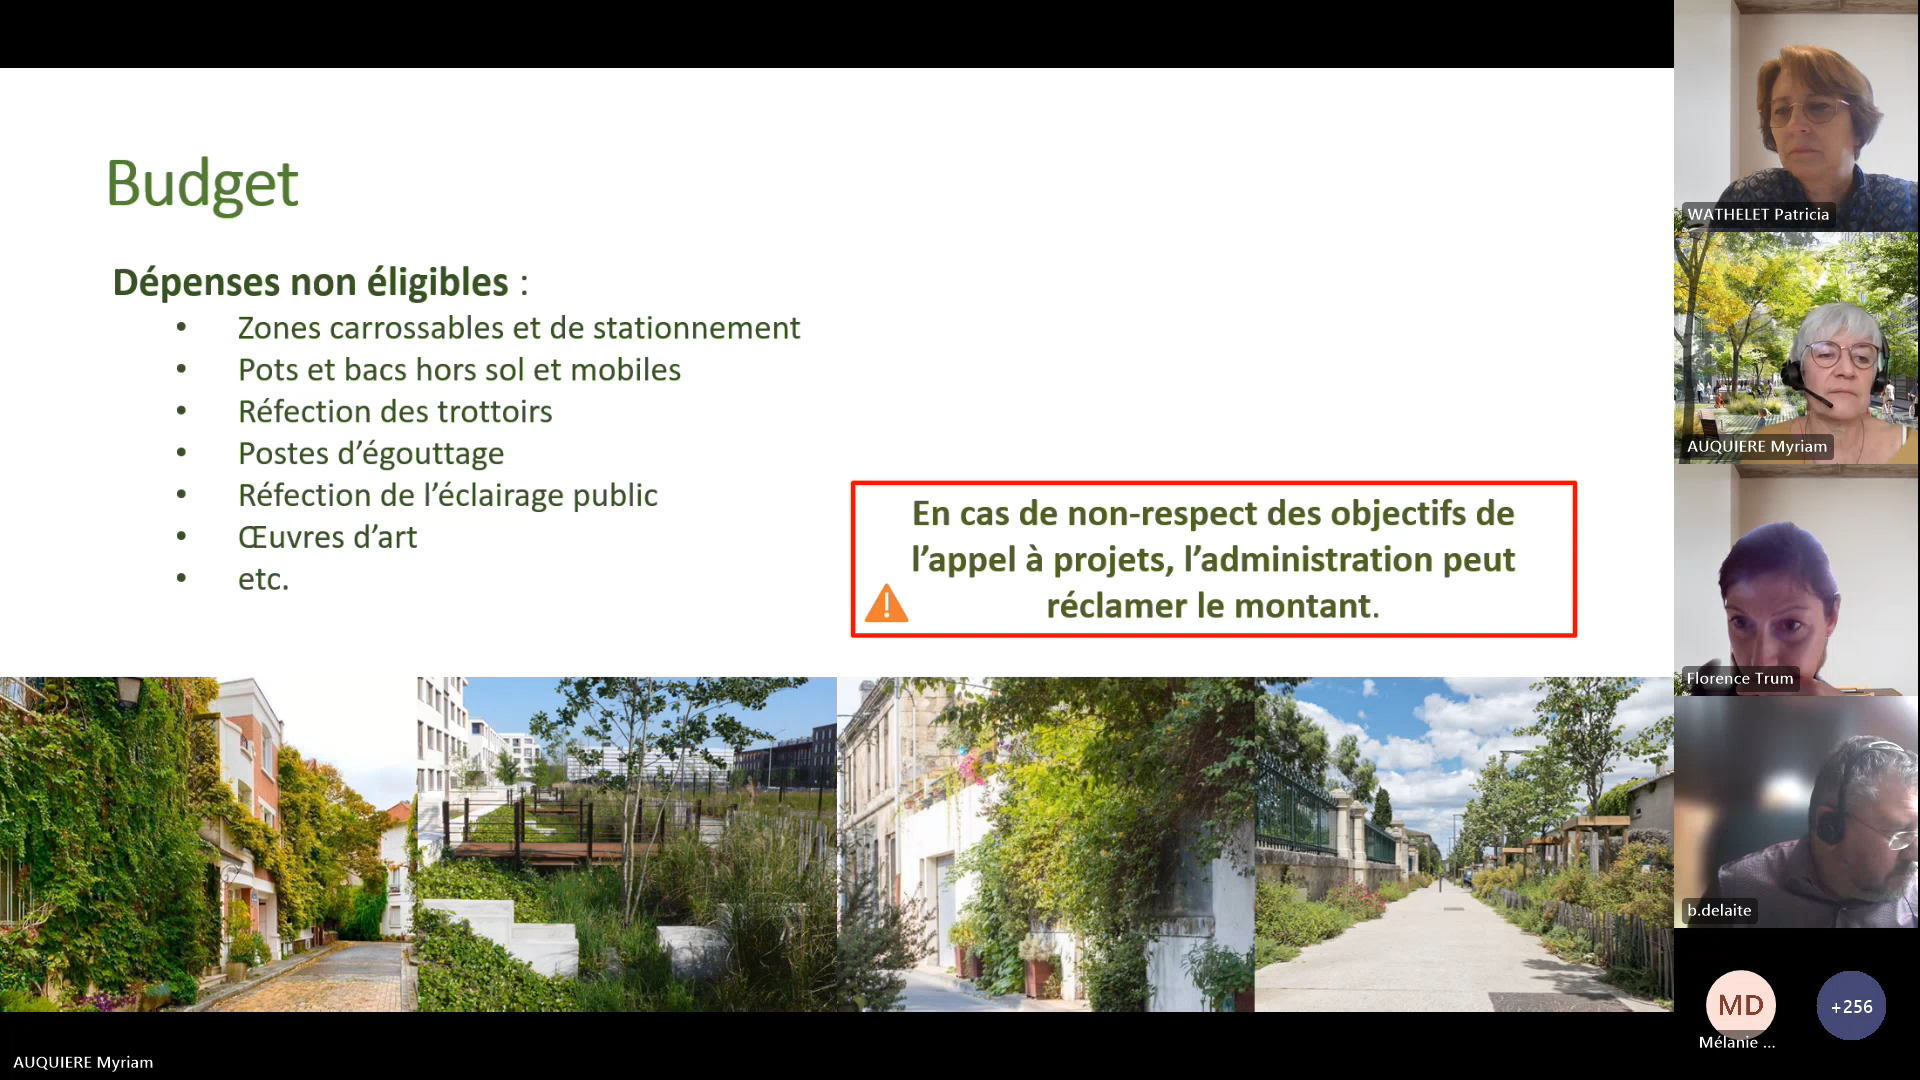 Budget
Dépenses non éligibles :
• Zones carrossables et de stationnement
• Pots et bacs hors sol et mobiles
• Réfection des trottoirs
• Postes d’égouttage
• Réfection de l’éclairage public
• Œuvres d’art
• etc.
En cas de non-respect des objectifs de
l’appel à projets, l’administration peut
réclamer le montant.
WATHELET Patricia
AUQUIERE Myriam
Florence Trum
b.delaite
MD
Mélanie ...
+256
AUQUIERE Myriam